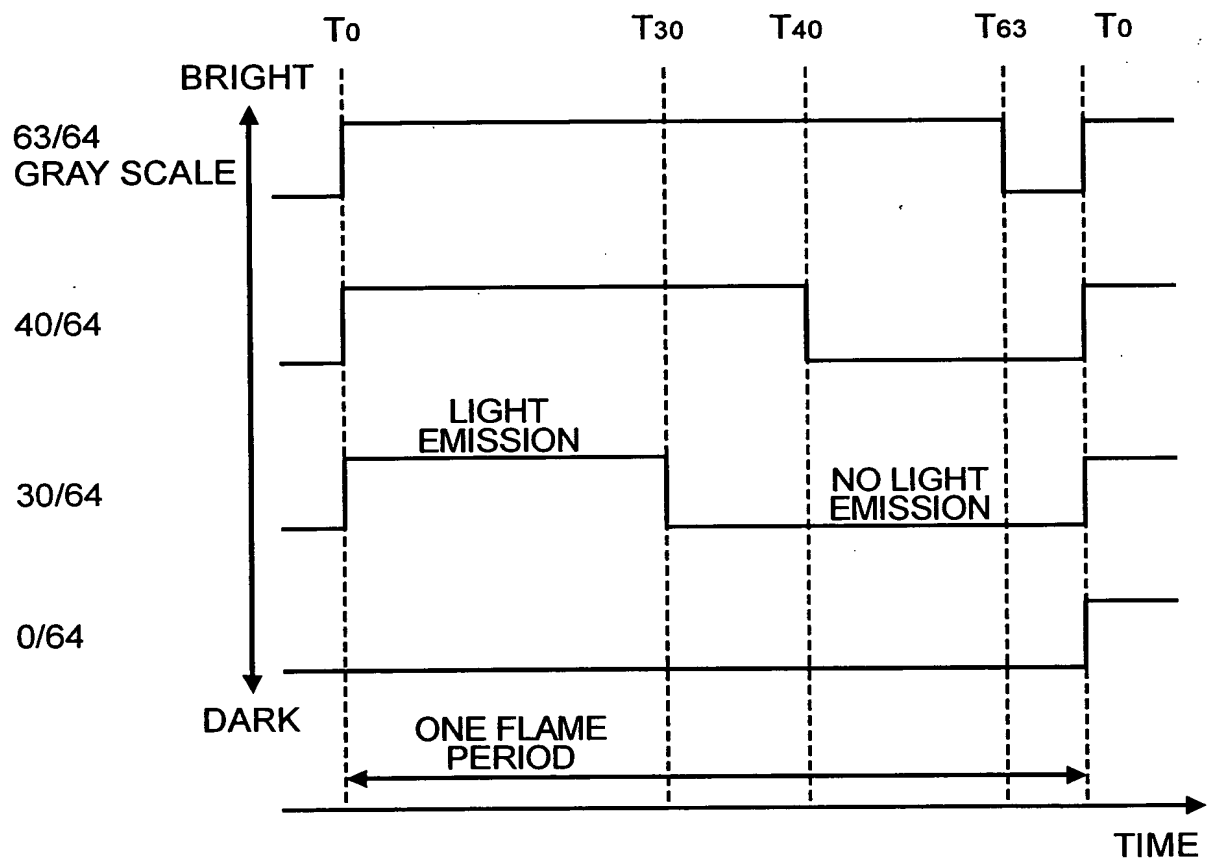 T0 T30 T40 T63 T0
BRIGHT
63/64
GRAY SCALE
40/64
LIGHT
EMISSION
30/64
NO LIGHT
EMISSION
0/64
DARK
ONE FLAME
PERIOD
TIME